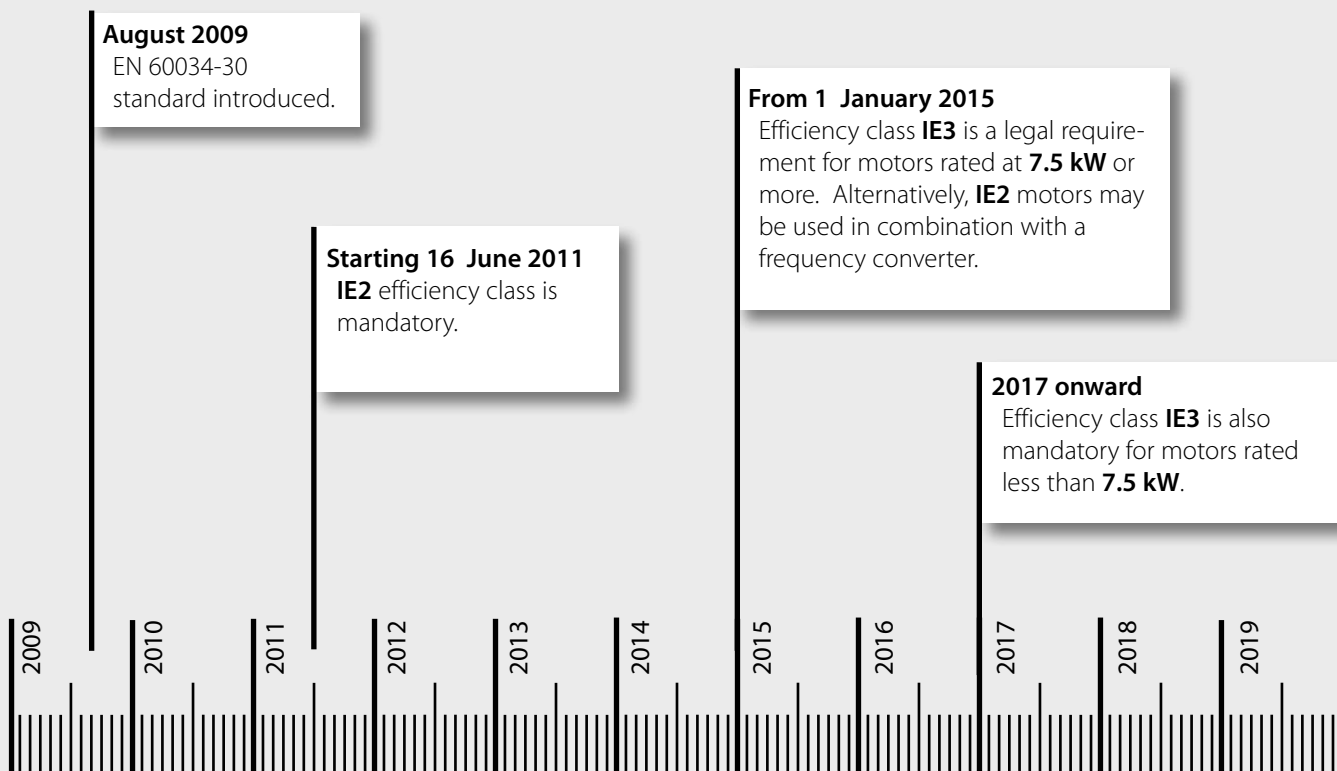 August 2009
EN 60034-30
standard introduced.
Starting 16 June 2011
IE2 efficiency class is
mandatory.
From 1 January 2015
Efficiency class IE3 is a legal require-
ment for motors rated at 7.5 kW or
more. Alternatively, IE2 motors may
be used in combination with a
frequency converter.
2017 onward
Efficiency class IE3 is also
mandatory for motors rated
less than 7.5 kW.
2009
2010
2011
2012
2013
2014
2015
2016
2017
2018
2019